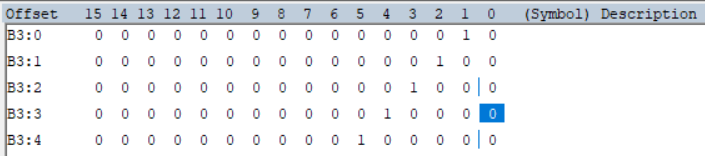 Offset 15 14 13 12 11 10 9 8 7 6 5 4 3 2 1 0 (Symbol) Description
B3:0 0 0 0 0 0 0 0 0 0 0 0 0 0 0 1 0
B3:1 0 0 0 0 0 0 0 0 0 0 0 0 0 1 0 0
B3:2 0 0 0 0 0 0 0 0 0 0 0 0 1 0 0 0
B3:3 0 0 0 0 0 0 0 0 0 0 0 1 0 0 0 0
B3:4 0 0 0 0 0 0 0 0 0 0 1 0 0 0 0 0